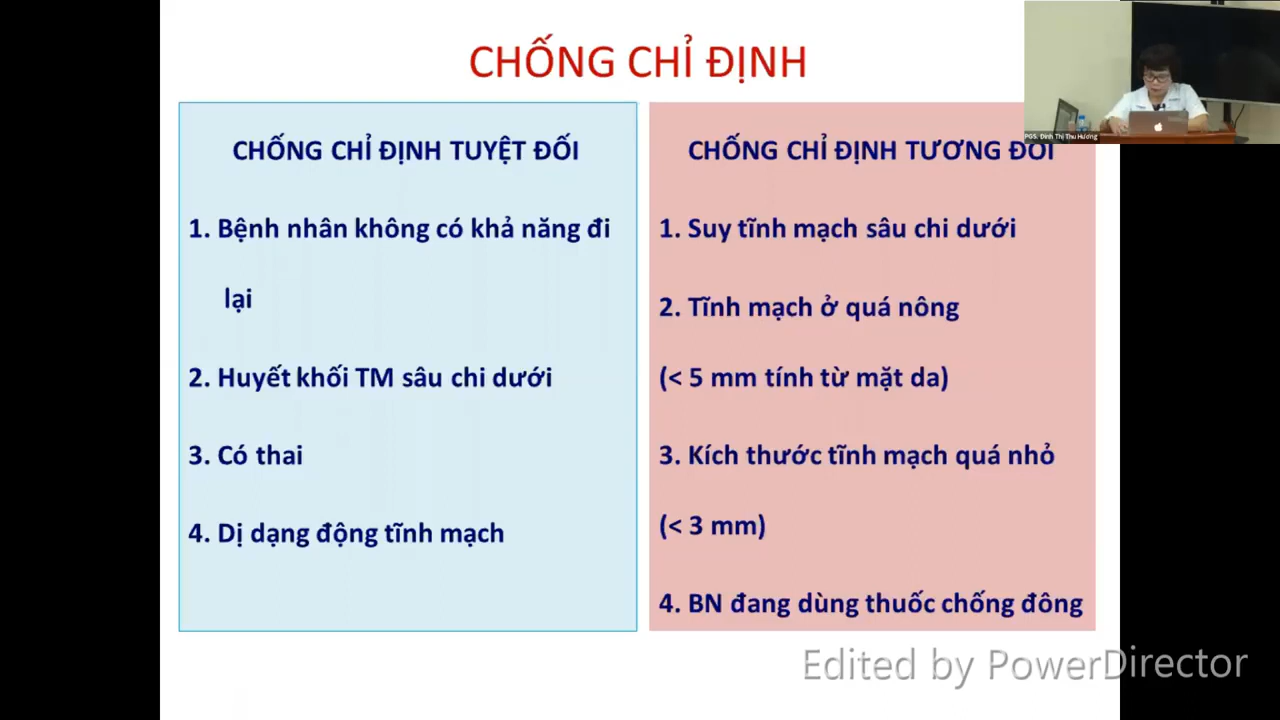 CHỐNG CHỈ ĐỊNH
CHỐNG CHỈ ĐỊNH TUYỆT ĐỐI
1. Bệnh nhân không có khả năng đi
lại
2. Huyết khối TM sâu chi dưới
3. Có thai
4. Dị dạng động tĩnh mạch
CHỐNG CHỈ ĐỊNH TƯƠNG ĐỐI
1. Suy tĩnh mạch sâu chi dưới
2. Tĩnh mạch ở quá nông
(< 5 mm tính từ mặt da)
3. Kích thước tĩnh mạch quá nhỏ
(< 3 mm)
4. BN đang dùng thuốc chống đông
PGS. Đinh Thị Thu Hương
Edited by PowerDirector